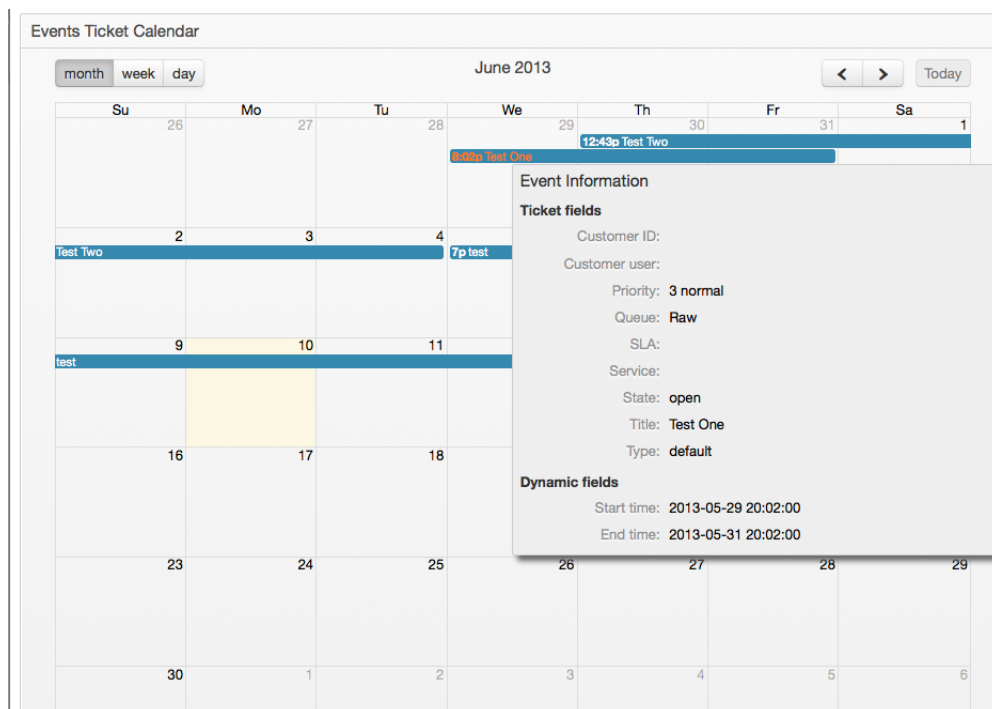 Events Ticket Calendar
month week day June 2013 < > Today
Su Mo Tu We Th Fr Sa
26 27 28 29 30 31 1
12:43p Test Two
8:02p Test One
Event Information
Ticket fields
Customer ID:
Customer user:
Priority: 3 normal
Queue: Raw
SLA:
Service:
State: open
Title: Test One
Type: default
Dynamic fields
Start time: 2013-05-29 20:02:00
End time: 2013-05-31 20:02:00
2 3 4
Test Two 7p test
9 10 11
test
16 17 18
23 24 25 26 27 28 29
30 1 2 3 4 5 6